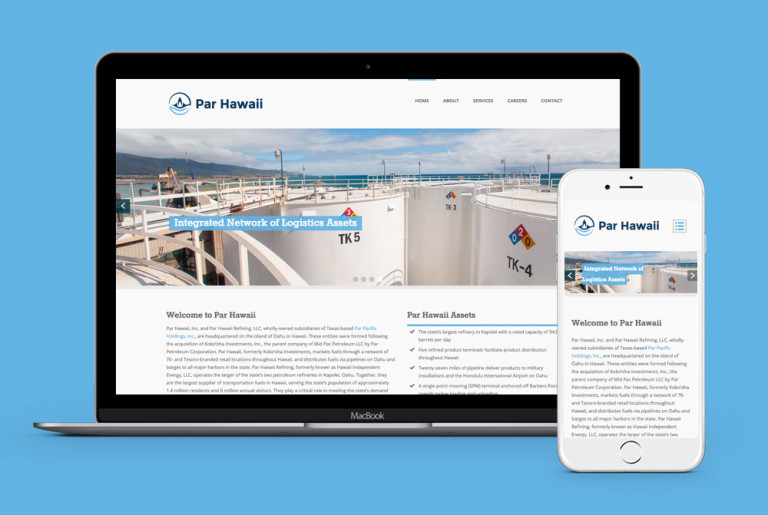 Par Hawaii
HOME ABOUT SERVICES CAREERS CONTACT
Integrated Network of Logistics Assets
TK 5
3
TK-3
0 2 0
TK-4
Welcome to Par Hawaii
Par Hawaii, Inc. and Par Hawaii Refining, LLC, wholly-owned subsidiaries of Texas-based Par Pacific
Holdings, Inc., are headquartered on the island of Oahu in Hawaii. These entities were formed following
the acquisition of Koko'oha Investments, Inc., the parent company of Mid Pac Petroleum LLC by Par
Petroleum Corporation. Par Hawaii, formerly Koko'oha Investments, markets fuels through a network of
76- and Tesoro-branded retail locations throughout Hawaii, and distributes fuels via pipelines on Oahu and
barges to all major harbors in the state. Par Hawaii Refining, formerly known as Hawaii Independent
Energy, LLC, operates the larger of the state's two petroleum refineries in Kapolei, Oahu. Together, they
are the largest supplier of transportation fuels in Hawaii, serving the state's population of approximately
1.4 million residents and 8 million annual visitors. They play a critical role in meeting the state's demand
Par Hawaii Assets
The state's largest refinery in Kapolei with a rated capacity of
barrels per day
Five refined product terminals facilitate product distribution
throughout Hawaii
Twenty-seven miles of pipeline deliver products to military
installations and the Honolulu International Airport on Oahu
A single-point mooring (SPM) terminal anchored off Barbers Point
MacBook
Par Hawaii
Integrated Network of
Logistics Assets
Welcome to Par Hawaii
Par Hawaii, Inc. and Par Hawaii Refining, LLC, wholly-
owned subsidiaries of Texas-based Par Pacific
Holdings, Inc., are headquartered on the island of
Oahu in Hawaii. These entities were formed following
the acquisition of Koko'oha Investments, Inc., the
parent company of Mid Pac Petroleum LLC by Par
Petroleum Corporation. Par Hawaii, formerly Koko'oha
Investments, markets fuels through a network of 76-
and Tesoro-branded retail locations throughout
Hawaii, and distributes fuels via pipelines on Oahu and
barges to all major harbors in the state. Par Hawaii
Refining, formerly known as Hawaii Independent
Energy, LLC, operates the larger of the state's two